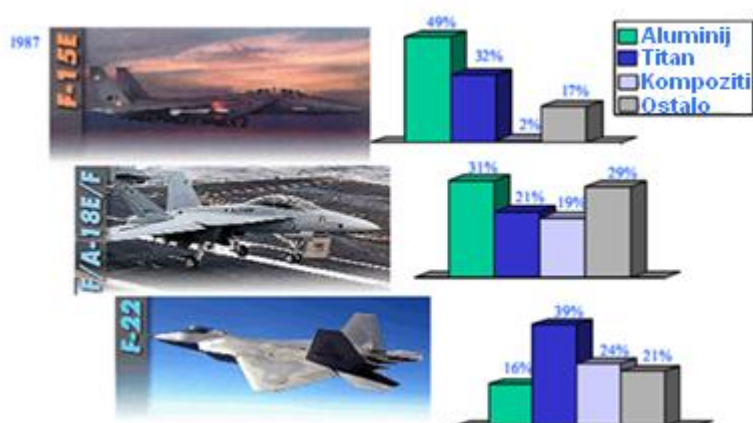 1987
F-15E
49%
32%
2%
17%
Aluminij
Titan
Kompoziti
Ostalo
F/A-18E/F
31%
21%
19%
29%
F-22
16%
39%
24%
21%